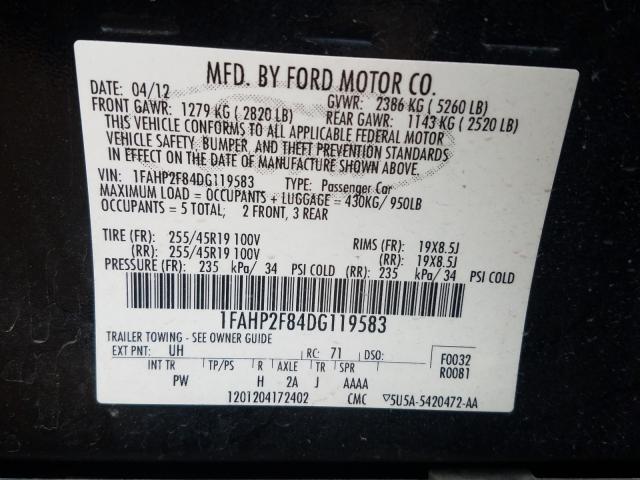 MFD. BY FORD MOTOR CO.
DATE: 04/12 GVWR: 2386 KG ( 5260 LB)
FRONT GAWR: 1279 KG ( 2820 LB) REAR GAWR: 1143 KG ( 2520 LB)
THIS VEHICLE CONFORMS TO ALL APPLICABLE FEDERAL MOTOR
VEHICLE SAFETY, BUMPER, AND THEFT PREVENTION STANDARDS
IN EFFECT ON THE DATE OF MANUFACTURE SHOWN ABOVE.
VIN: 1FAHP2F84DG119583 TYPE: Passenger Car
MAXIMUM LOAD = OCCUPANTS + LUGGAGE = 430KG/ 950LB
OCCUPANTS = 5 TOTAL; 2 FRONT, 3 REAR
TIRE (FR): 255/45R19 100V RIMS (FR): 19X8.5J
(RR): 255/45R19 100V (RR): 19X8.5J
PRESSURE (FR): 235 kPa/ 34 PSI COLD (RR): 235 kPa/ 34 PSI COLD
1FAHP2F84DG119583
TRAILER TOWING - SEE OWNER GUIDE
EXT PNT: UH RC: 71 DSO: F0032
R0081
INT TR TP/PS R AXLE TR SPR
PW H 2A J AAAA
1201204172402 CMC ▽5U5A-5420472-AA